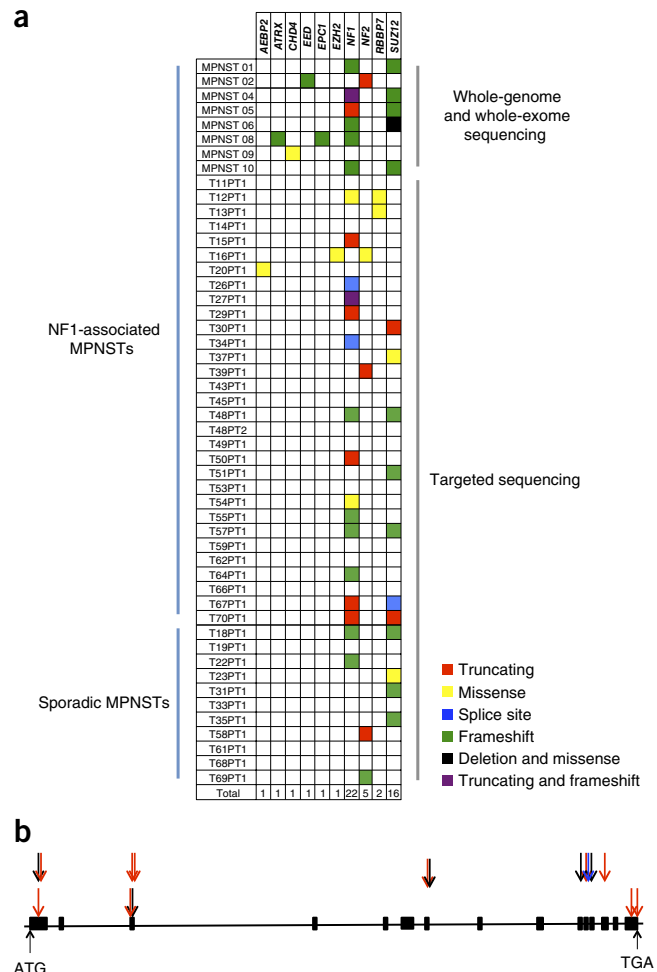 a
AEBP2 ATRX CHD4 EED EPC1 EZH2 NF1 NF2 RBBP7 SUZ12
MPNST 01
MPNST 02
MPNST 04
MPNST 05
MPNST 06
MPNST 08
MPNST 09
MPNST 10
T11PT1
T12PT1
T13PT1
T14PT1
T15PT1
T16PT1
T20PT1
T26PT1
T27PT1
T29PT1
T30PT1
T34PT1
T37PT1
T39PT1
T43PT1
T45PT1
T48PT1
T48PT2
T49PT1
T50PT1
T51PT1
T53PT1
T54PT1
T55PT1
T57PT1
T59PT1
T62PT1
T64PT1
T66PT1
T67PT1
T70PT1
T18PT1
T19PT1
T22PT1
T23PT1
T31PT1
T33PT1
T35PT1
T58PT1
T61PT1
T68PT1
T69PT1
Total 1 1 1 1 1 1 22 5 2 16
NF1-associated
MPNSTs
Sporadic MPNSTs
Whole-genome
and whole-exome
sequencing
Targeted sequencing
Truncating
Missense
Splice site
Frameshift
Deletion and missense
Truncating and frameshift
b
ATG
TGA